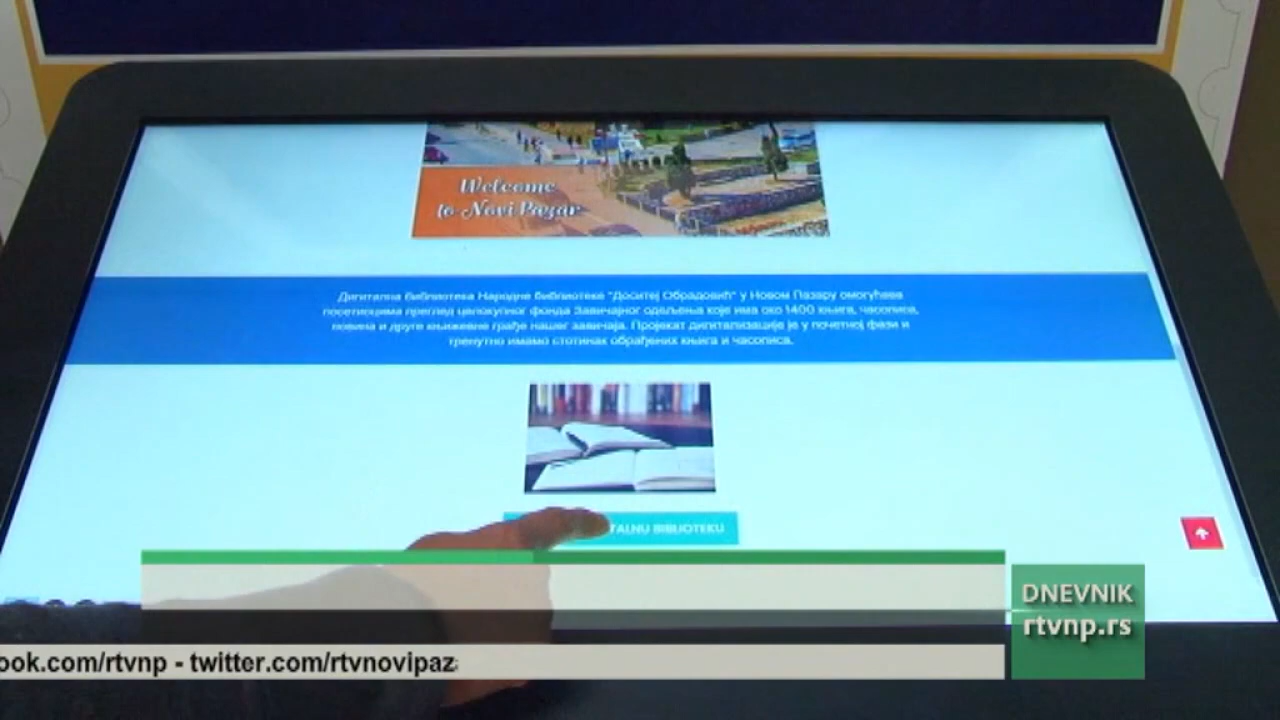 Welcome
to Novi Pazar
Дигитална библиотека Народне библиотеке "Доситеј Обрадовић" у Новом Пазару омогућава
посетиоцима преглед целокупног фонда Завичајног одељења које има око 1400 књига, часописа,
новина и друге књижевне грађе нашег завичаја. Пројекат дигитализације је у почетној фази и
тренутно имамо стотинак обрађених књига и часописа.
TALNU BIBLIOTEKU
DNEVNIK
rtvnp.rs
ook.com/rtvnp - twitter.com/rtvnovipaz